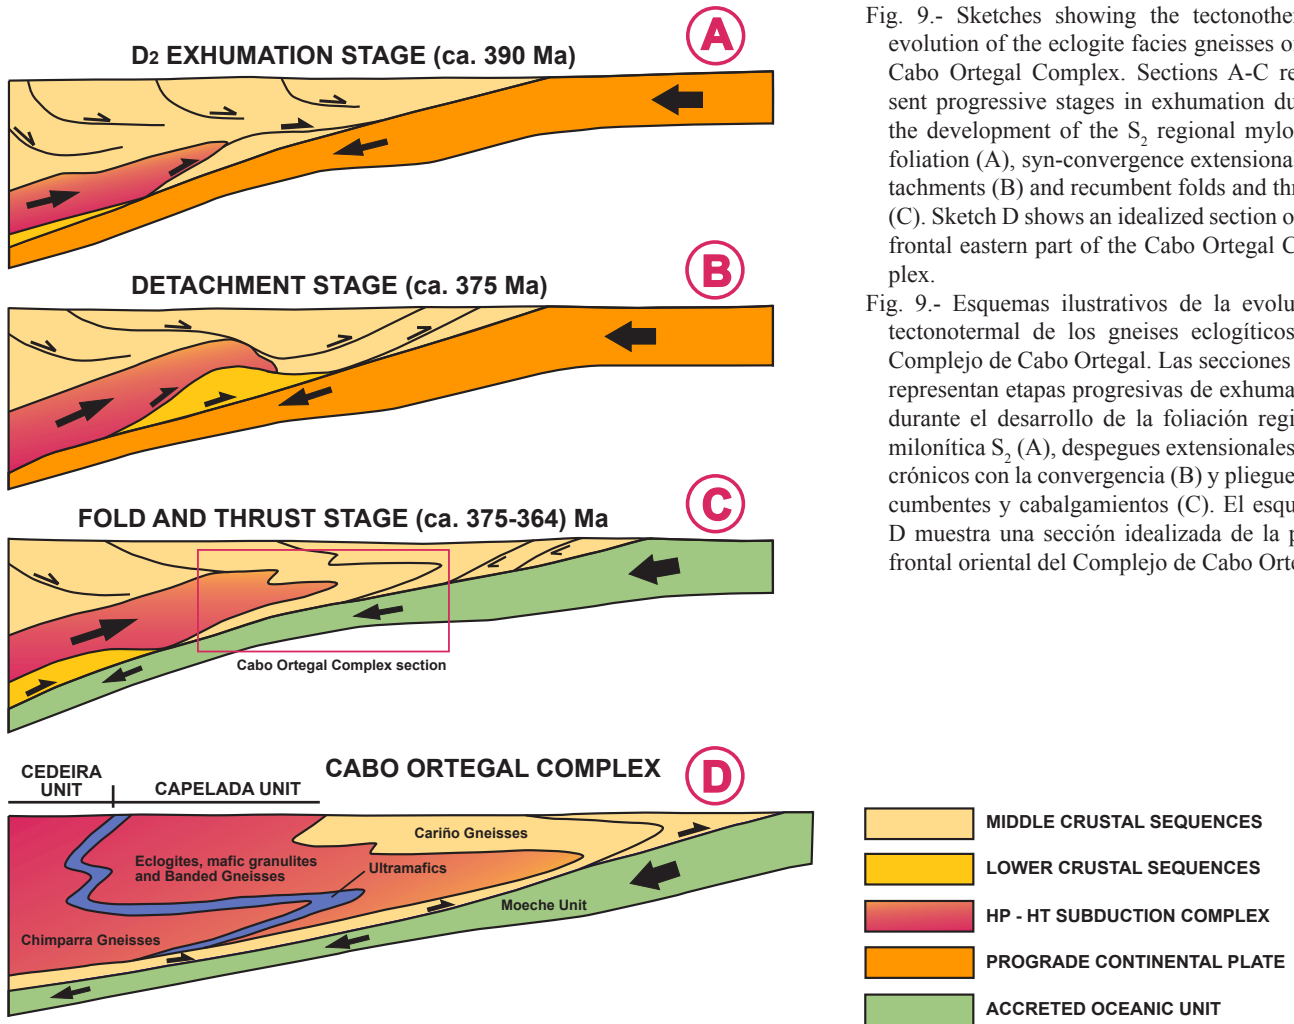 A
D2 EXHUMATION STAGE (ca. 390 Ma)
B
DETACHMENT STAGE (ca. 375 Ma)
C
FOLD AND THRUST STAGE (ca. 375-364) Ma
Cabo Ortegal Complex section
CABO ORTEGAL COMPLEX
D
CEDEIRA
UNIT
CAPELADA UNIT
Cariño Gneisses
Eclogites, mafic granulites
and Banded Gneisses
Ultramafics
Moeche Unit
Chimparra Gneisses
Fig. 9.- Sketches showing the tectonother
evolution of the eclogite facies gneisses o
Cabo Ortegal Complex. Sections A-C re
sent progressive stages in exhumation du
the development of the S2 regional mylo
foliation (A), syn-convergence extensional
tachments (B) and recumbent folds and thr
(C). Sketch D shows an idealized section o
frontal eastern part of the Cabo Ortegal C
plex.
Fig. 9.- Esquemas ilustrativos de la evolu
tectonotermal de los gneises eclogíticos
Complejo de Cabo Ortegal. Las secciones
representan etapas progresivas de exhuma
durante el desarrollo de la foliación regi
milonítica S2 (A), despegues extensionales
crónicos con la convergencia (B) y pliegue
cumbentes y cabalgamientos (C). El esqu
D muestra una sección idealizada de la p
frontal oriental del Complejo de Cabo Orte
MIDDLE CRUSTAL SEQUENCES
LOWER CRUSTAL SEQUENCES
HP - HT SUBDUCTION COMPLEX
PROGRADE CONTINENTAL PLATE
ACCRETED OCEANIC UNIT